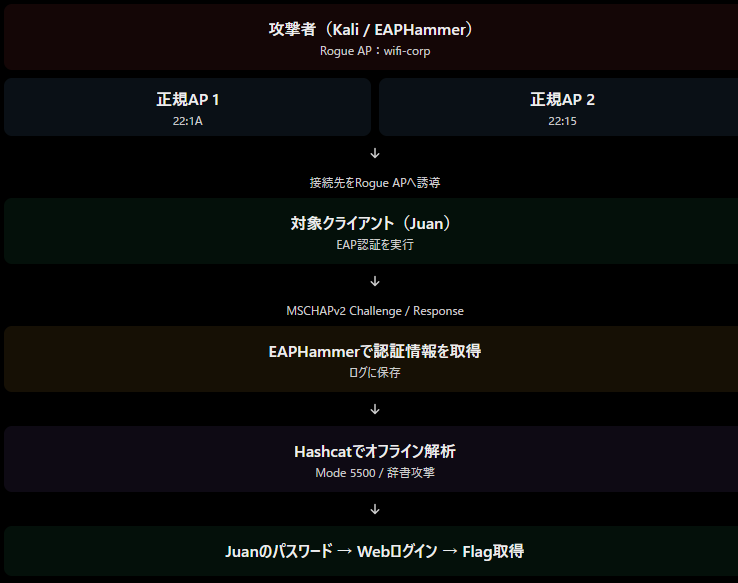 攻撃者（Kali / EAPHammer）
Rogue AP：wifi-corp
正規AP 1
22:1A
正規AP 2
22:15
↓
接続先をRogue APへ誘導
対象クライアント（Juan）
EAP認証を実行
↓
MSCHAPv2 Challenge / Response
EAPHammerで認証情報を取得
ログに保存
↓
Hashcatでオフライン解析
Mode 5500 / 辞書攻撃
↓
Juanのパスワード → Webログイン → Flag取得